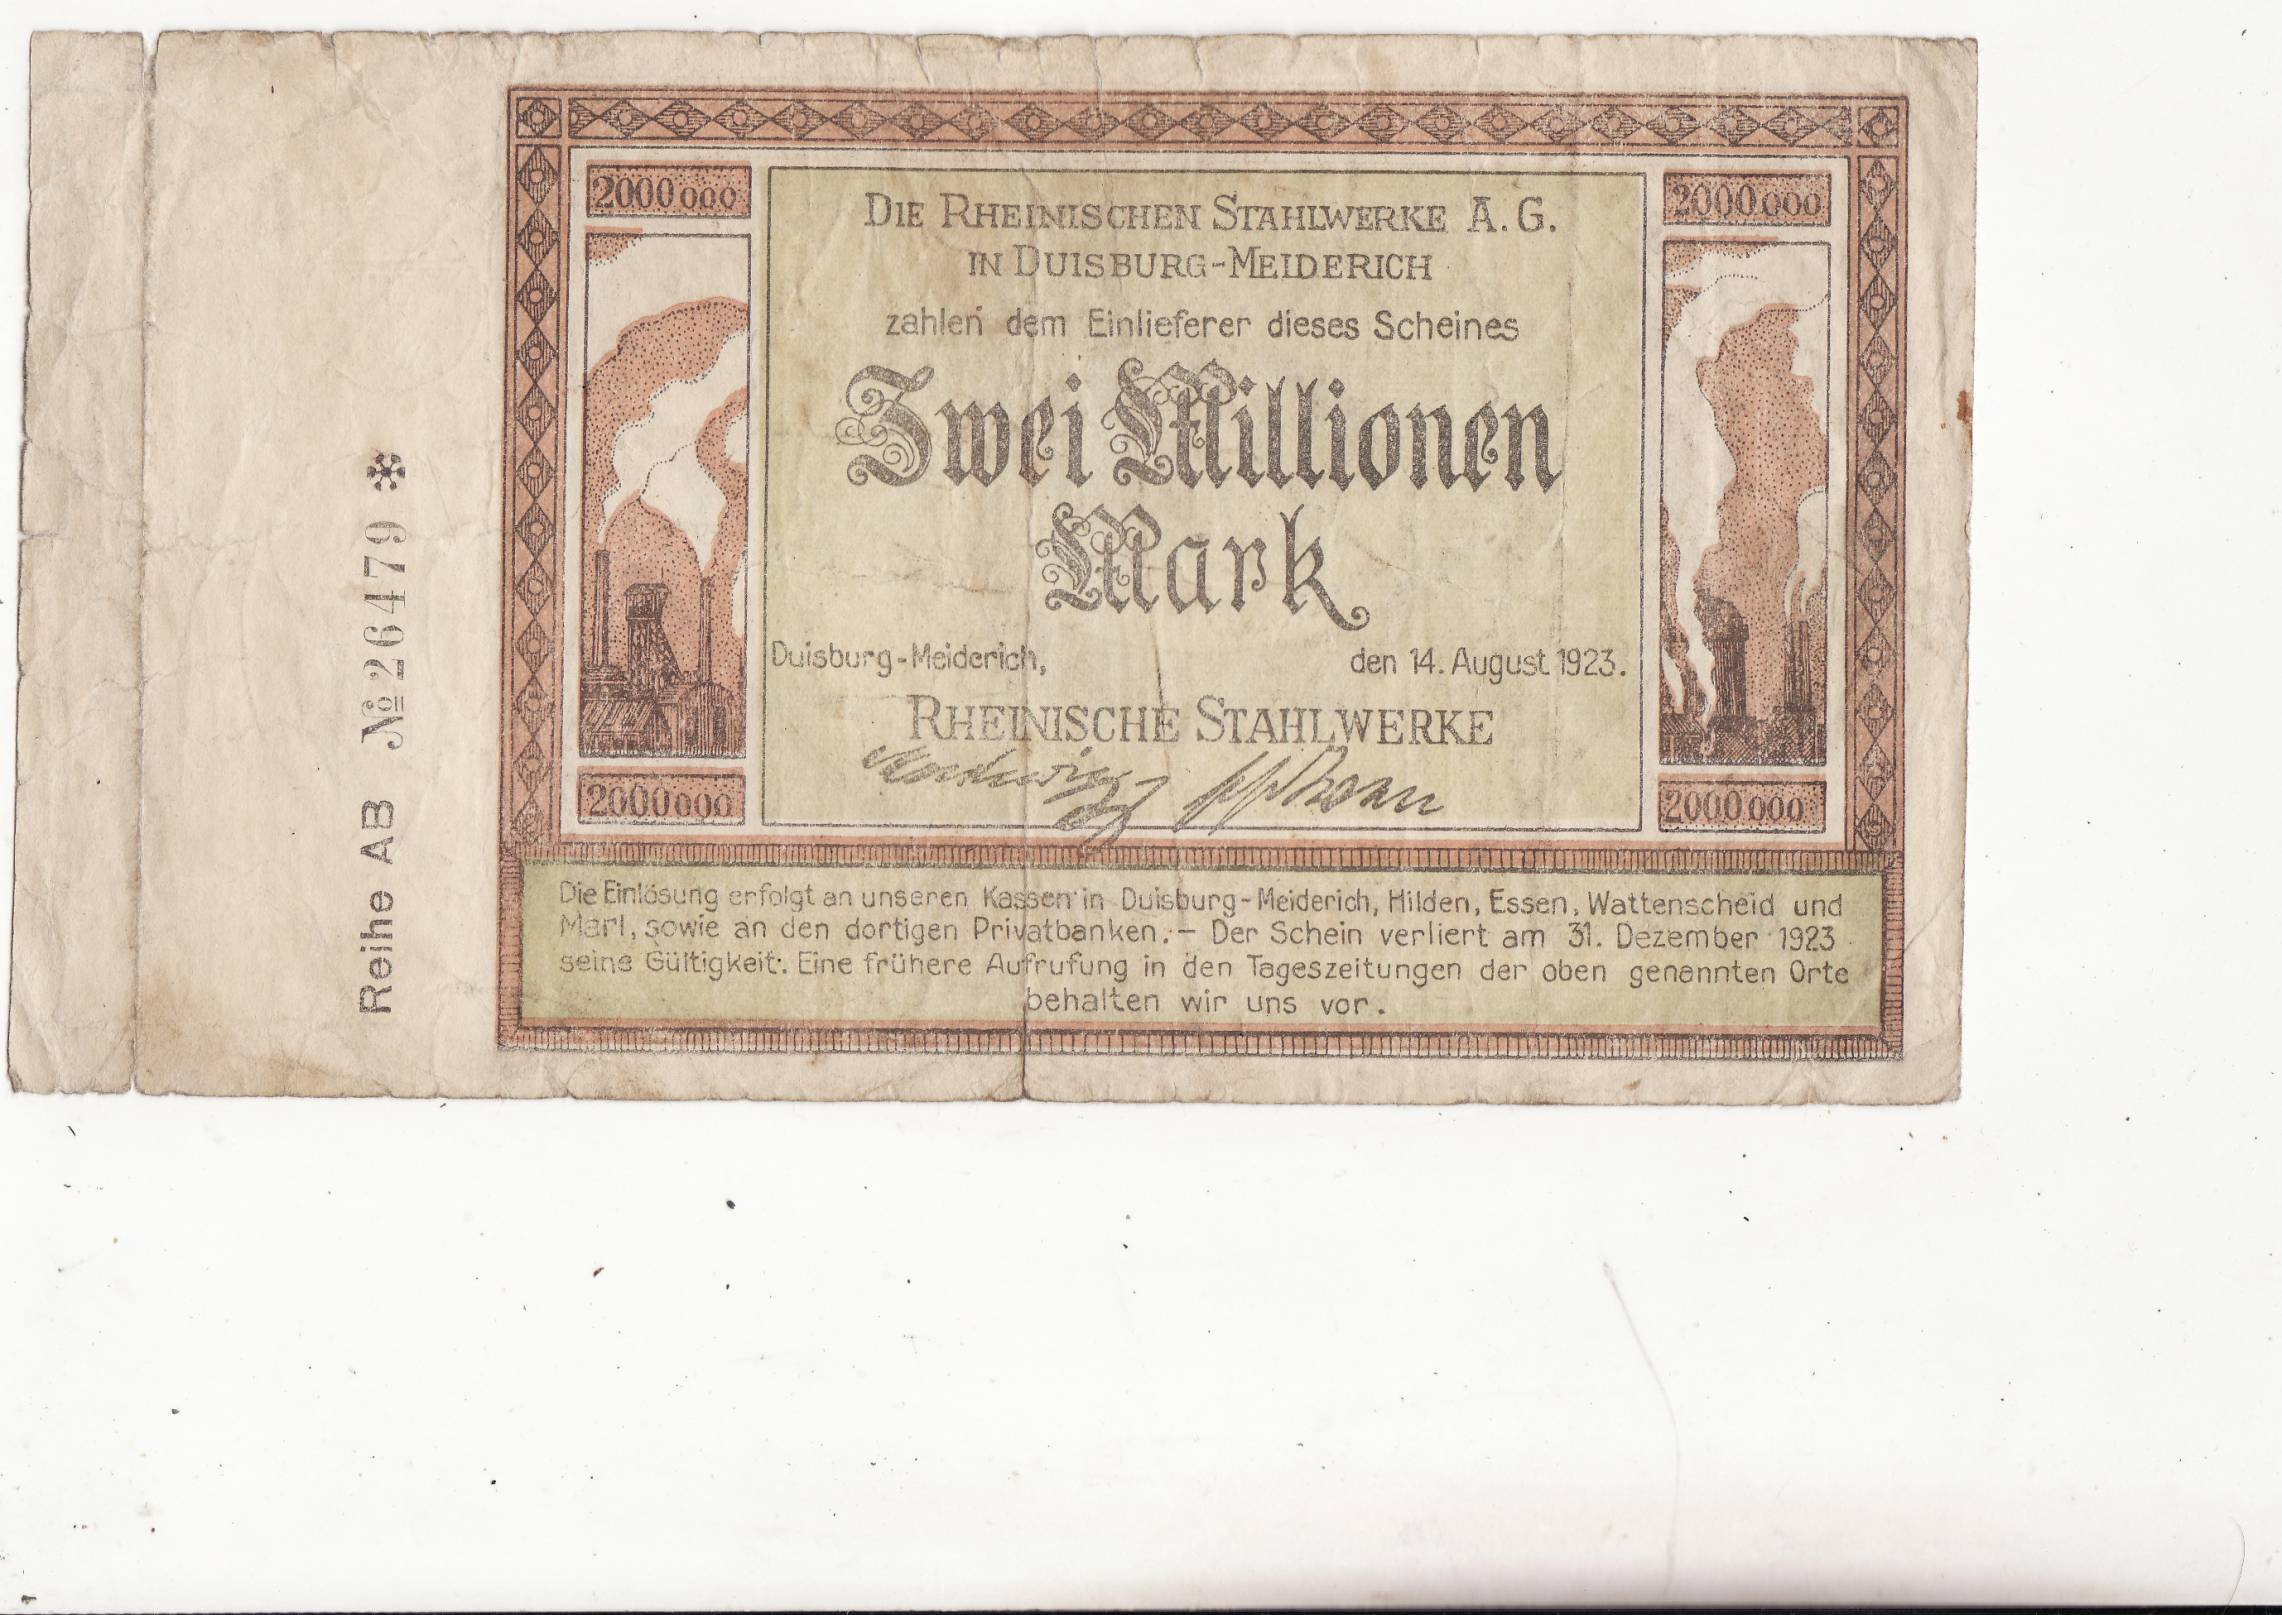 2000000
DIE RHEINISCHEN STAHLWERKE A.G.
IN DUISBURG-MEIDERICH
zahlen dem Einlieferer dieses Scheines
Zwei Millionen
Mark
Duisburg-Meiderich, den 14. August 1923.
RHEINISCHE STAHLWERKE
2000000
2000000
2000000
Die Einlösung erfolgt an unseren Kassen in Duisburg-Meiderich, Hilden, Essen, Wattenscheid und
Marl, sowie an den dortigen Privatbanken. – Der Schein verliert am 31. Dezember 1923
seine Gültigkeit. Eine frühere Aufrufung in den Tageszeitungen der oben genannten Orte
behalten wir uns vor.
Reihe AB № 26479 *